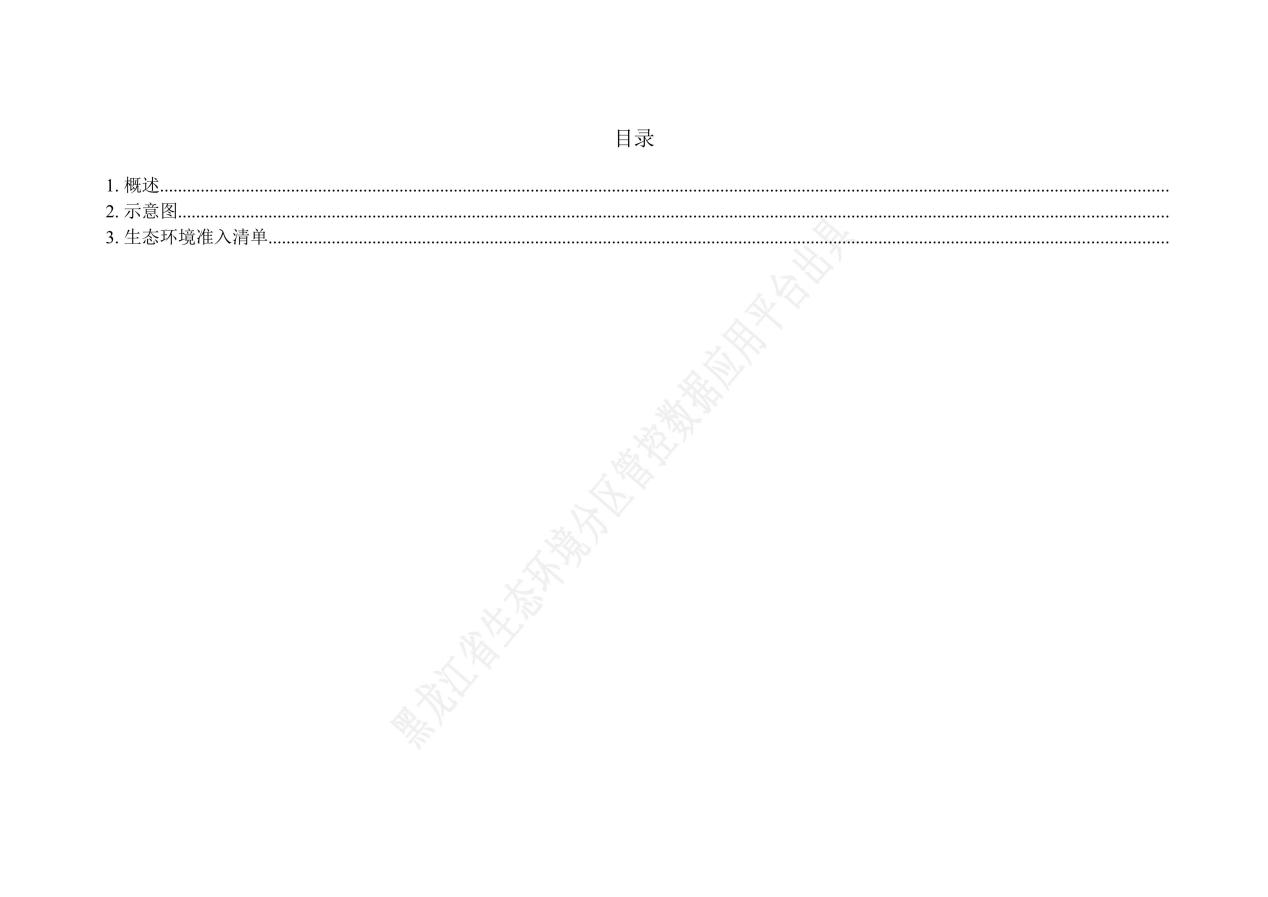 目录
1. 概述................................................................................................................................................................................................................................
2. 示意图............................................................................................................................................................................................................................
3. 生态环境准入清单........................................................................................................................................................................................................
黑龙江省生态环境分区管控数据应用平台出具